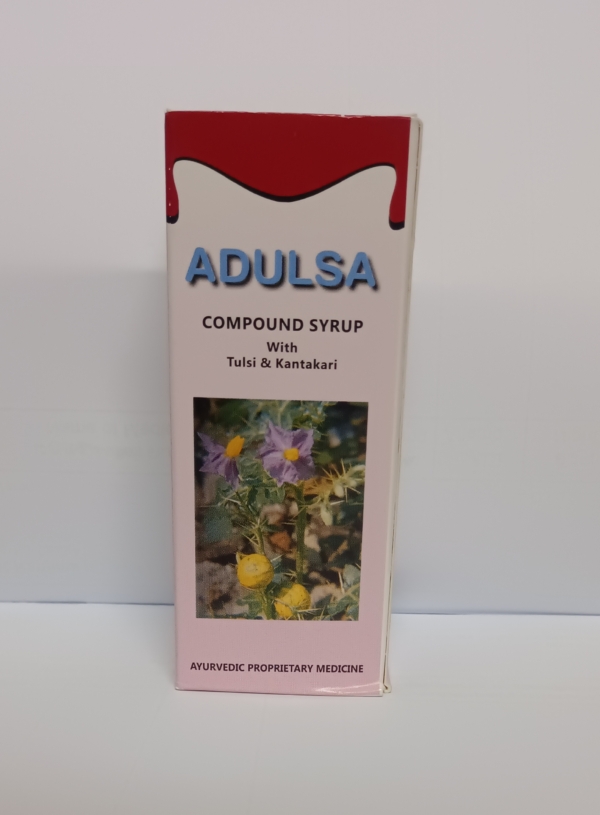 ADULSA
COMPOUND SYRUP
With
Tulsi & Kantakari
AYURVEDIC PROPRIETARY MEDICINE